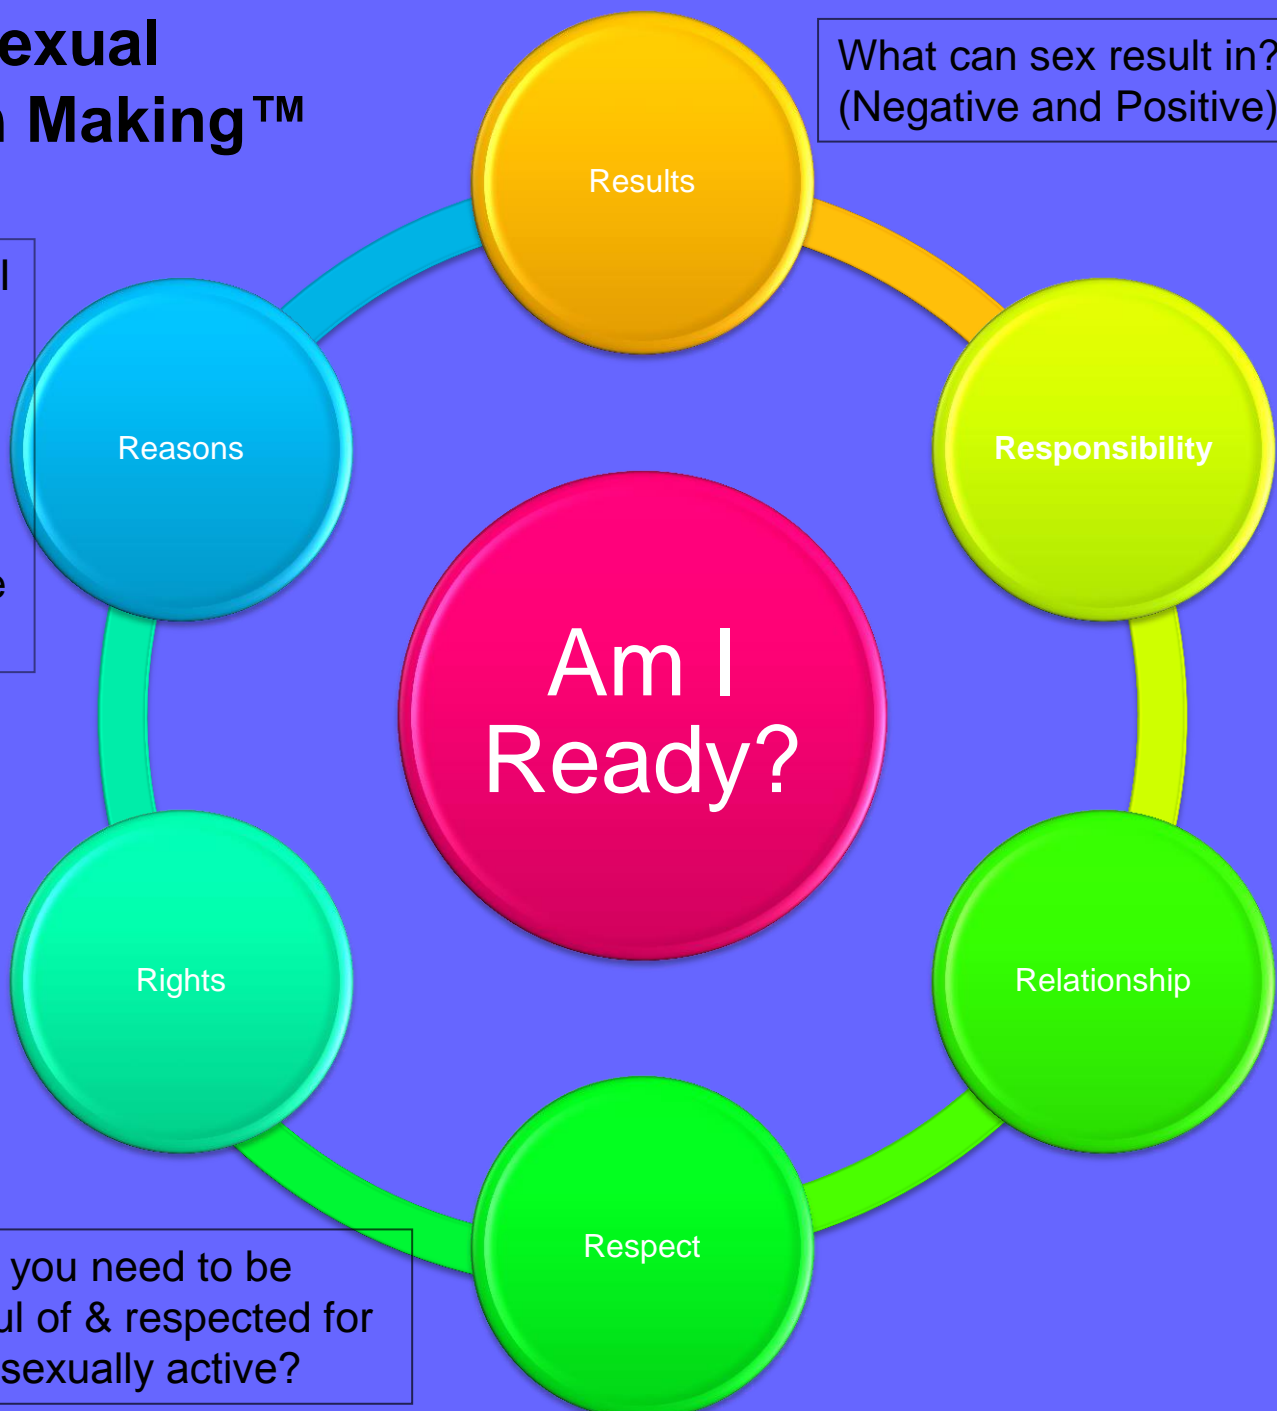 exual
n Making™
What can sex result in?
(Negative and Positive)
Results
l
Reasons
Responsibility
e
Am I
Ready?
Rights
Relationship
Respect
you need to be
ul of & respected for
sexually active?